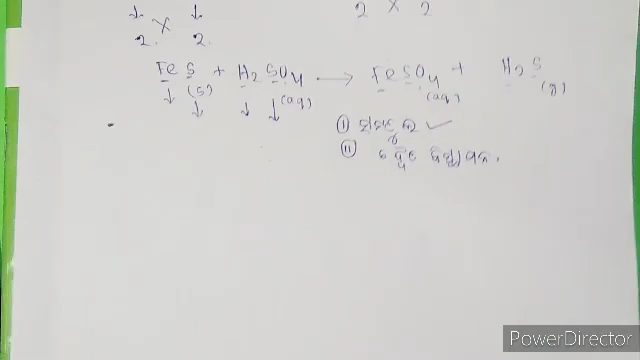 2 X 2
X
2. 2.
FeS + H2SO4 → FeSO4 + H2S
(s) (aq) (aq) (g)
(I) ✓
(II) ଦ୍ୱୈତ
PowerDirector